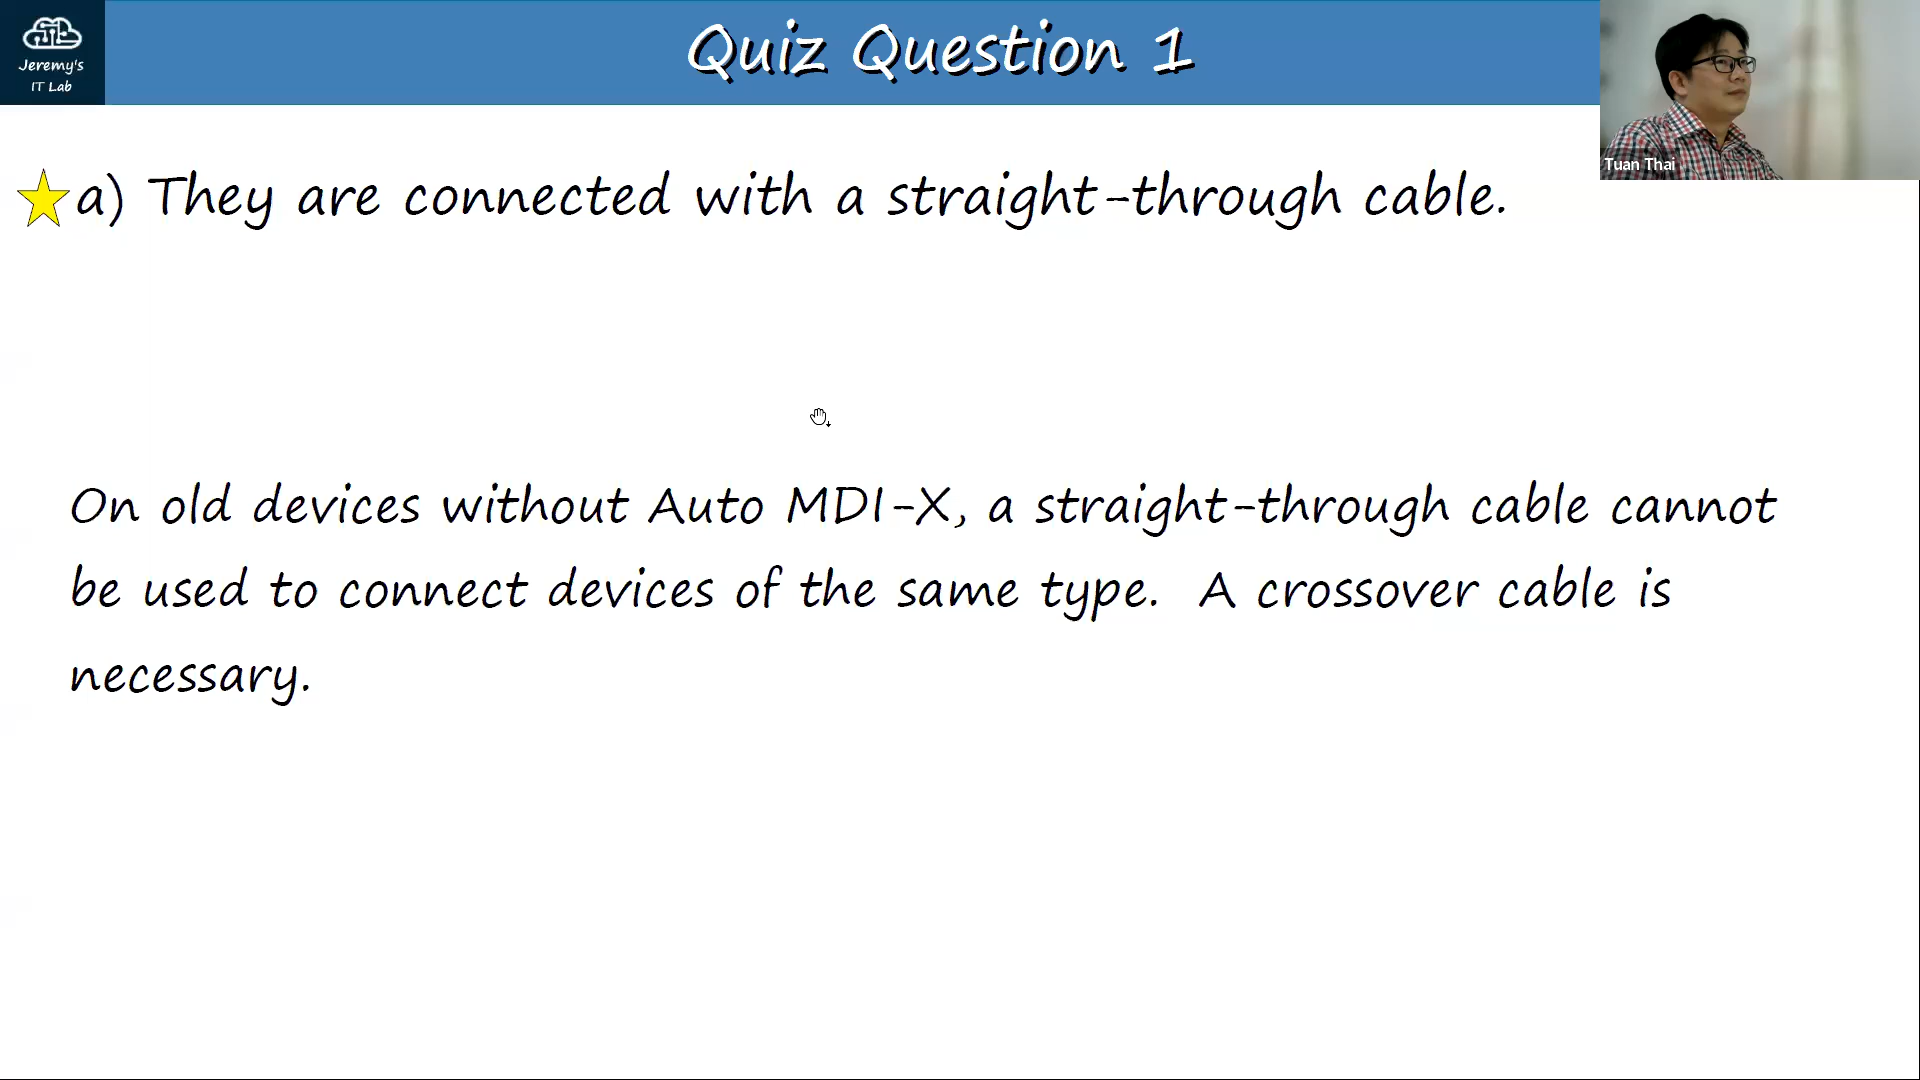 Jeremy's
IT Lab
Quiz Question 1
Tuan Thai
a) They are connected with a straight-through cable.
On old devices without Auto MDI-X, a straight-through cable cannot
be used to connect devices of the same type.  A crossover cable is
necessary.